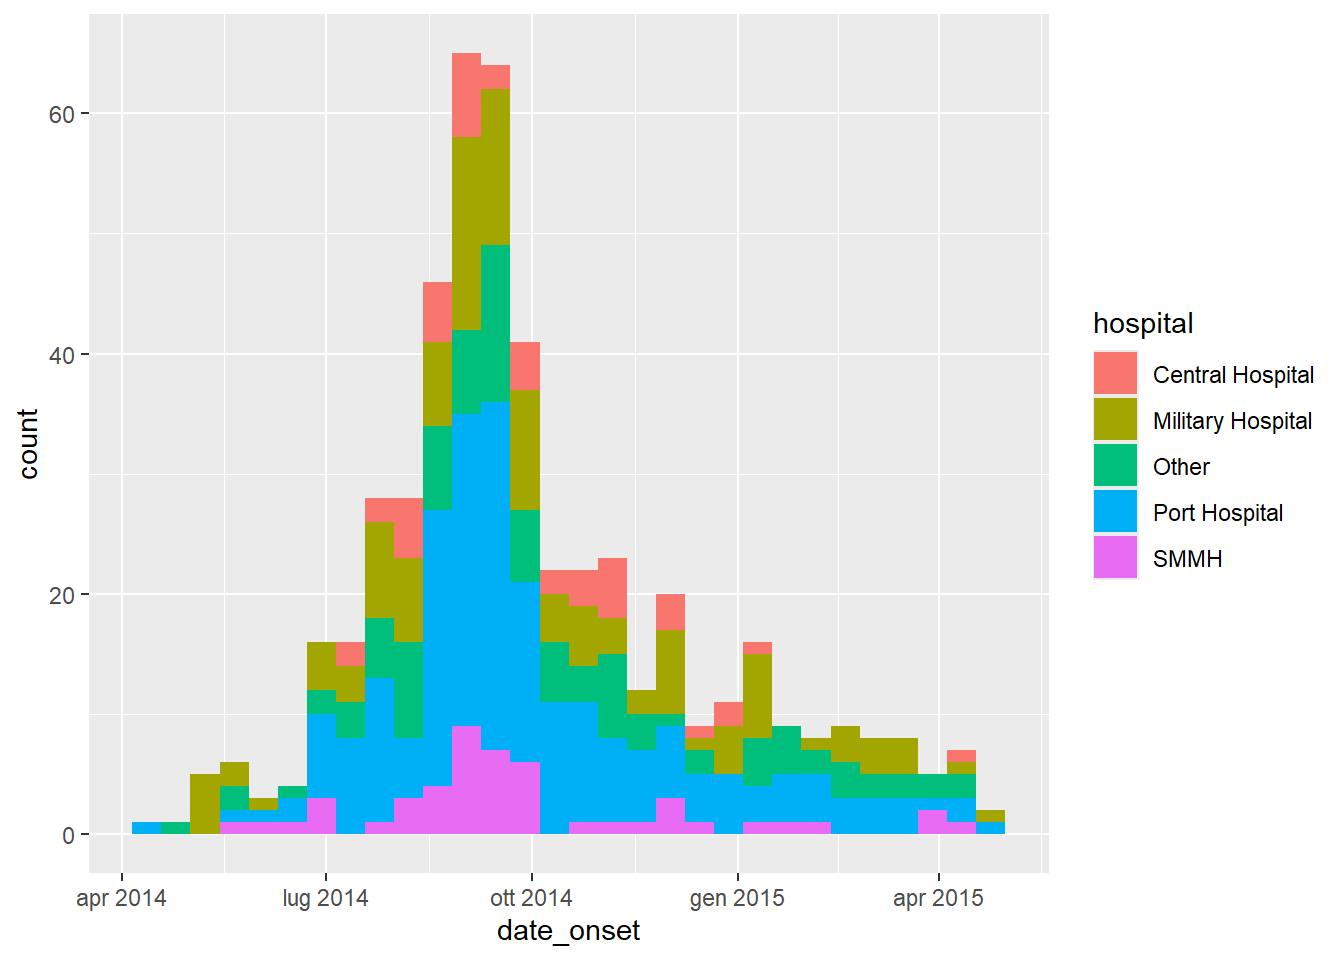 60
40
20
0
count
apr 2014
lug 2014
ott 2014
gen 2015
apr 2015
date_onset
hospital
Central Hospital
Military Hospital
Other
Port Hospital
SMMH